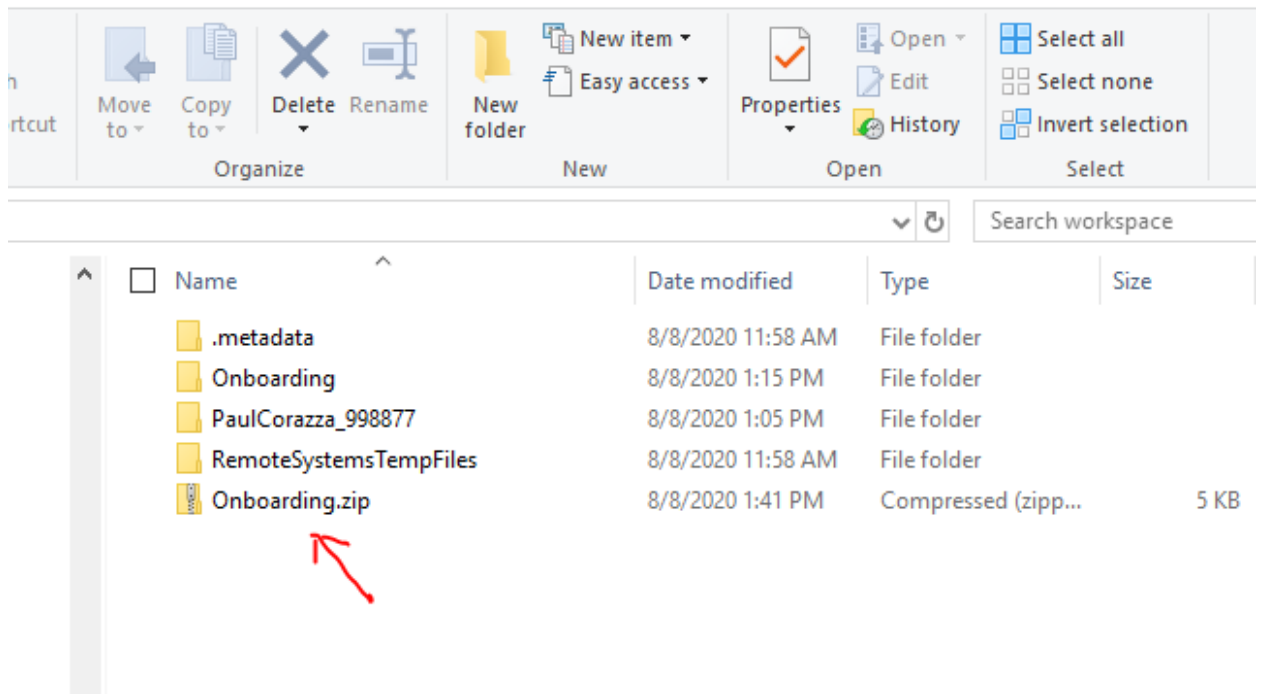 h
rtcut
Move to
Copy to
Delete
Rename
Organize
New folder
New item
Easy access
New
Properties
Open
Edit
History
Open
Select all
Select none
Invert selection
Select
Search workspace
Name Date modified Type Size
.metadata 8/8/2020 11:58 AM File folder
Onboarding 8/8/2020 1:15 PM File folder
PaulCorazza_998877 8/8/2020 1:05 PM File folder
RemoteSystemsTempFiles 8/8/2020 11:58 AM File folder
Onboarding.zip 8/8/2020 1:41 PM Compressed (zipp... 5 KB